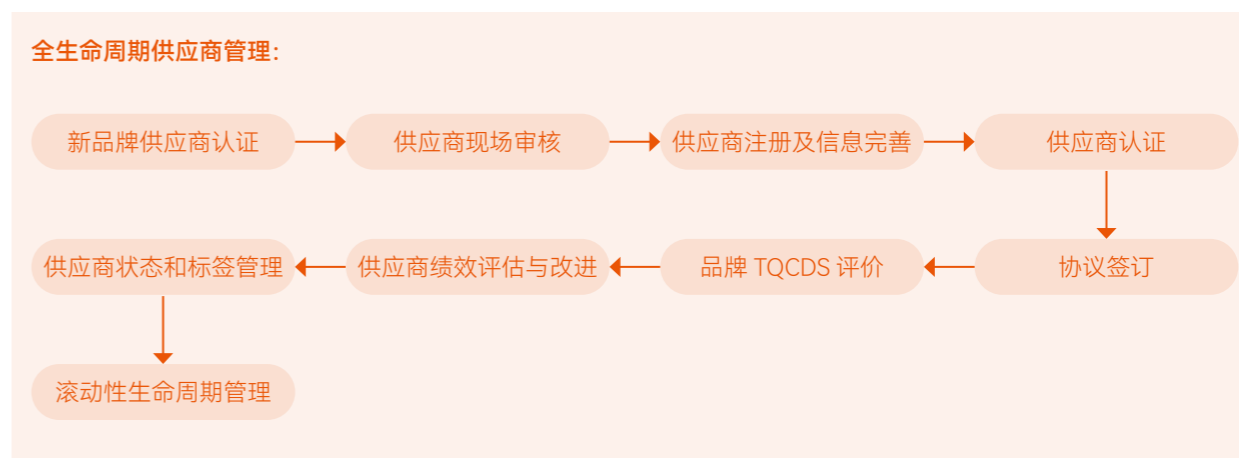 全生命周期供应商管理：
新品牌供应商认证
供应商现场审核
供应商注册及信息完善
供应商认证
协议签订
品牌 TQCDS 评价
供应商绩效评估与改进
供应商状态和标签管理
滚动性生命周期管理